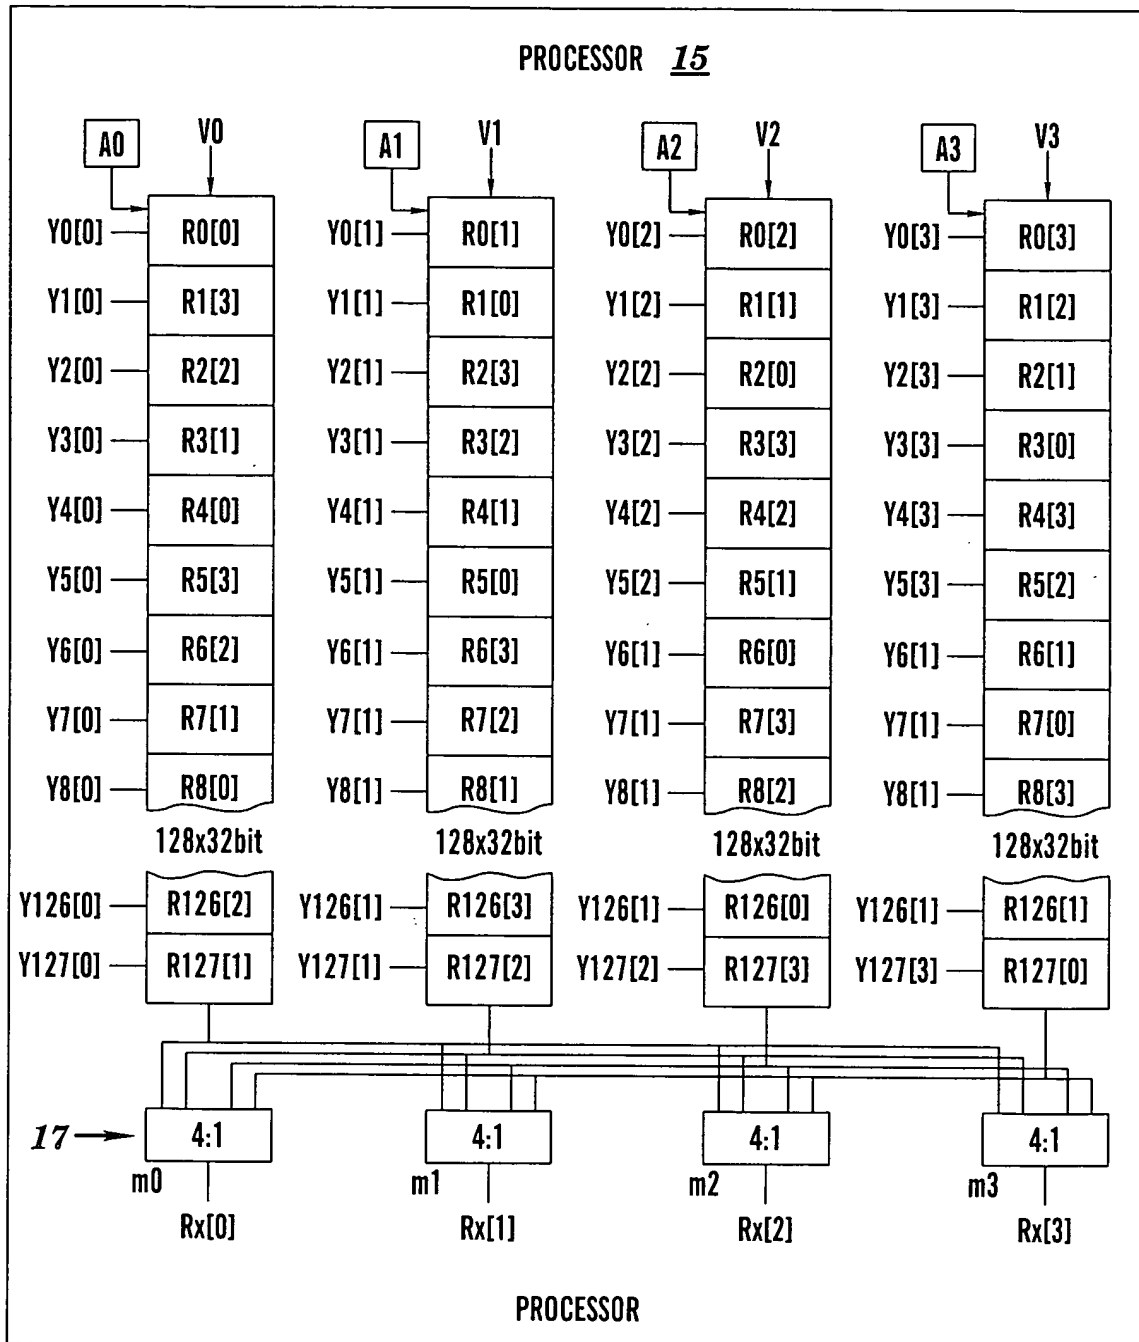 PROCESSOR 15
A0 V0 A1 V1 A2 V2 A3 V3
Y0[0] R0[0] Y0[1] R0[1] Y0[2] R0[2] Y0[3] R0[3]
Y1[0] R1[3] Y1[1] R1[0] Y1[2] R1[1] Y1[3] R1[2]
Y2[0] R2[2] Y2[1] R2[3] Y2[2] R2[0] Y2[3] R2[1]
Y3[0] R3[1] Y3[1] R3[2] Y3[2] R3[3] Y3[3] R3[0]
Y4[0] R4[0] Y4[1] R4[1] Y4[2] R4[2] Y4[3] R4[3]
Y5[0] R5[3] Y5[1] R5[0] Y5[2] R5[1] Y5[3] R5[2]
Y6[0] R6[2] Y6[1] R6[3] Y6[1] R6[0] Y6[1] R6[1]
Y7[0] R7[1] Y7[1] R7[2] Y7[1] R7[3] Y7[1] R7[0]
Y8[0] R8[0] Y8[1] R8[1] Y8[1] R8[2] Y8[1] R8[3]
128x32bit 128x32bit 128x32bit 128x32bit
Y126[0] R126[2] Y126[1] R126[3] Y126[1] R126[0] Y126[1] R126[1]
Y127[0] R127[1] Y127[1] R127[2] Y127[2] R127[3] Y127[3] R127[0]
17 4:1 4:1 4:1 4:1
m0 m1 m2 m3
Rx[0] Rx[1] Rx[2] Rx[3]
PROCESSOR